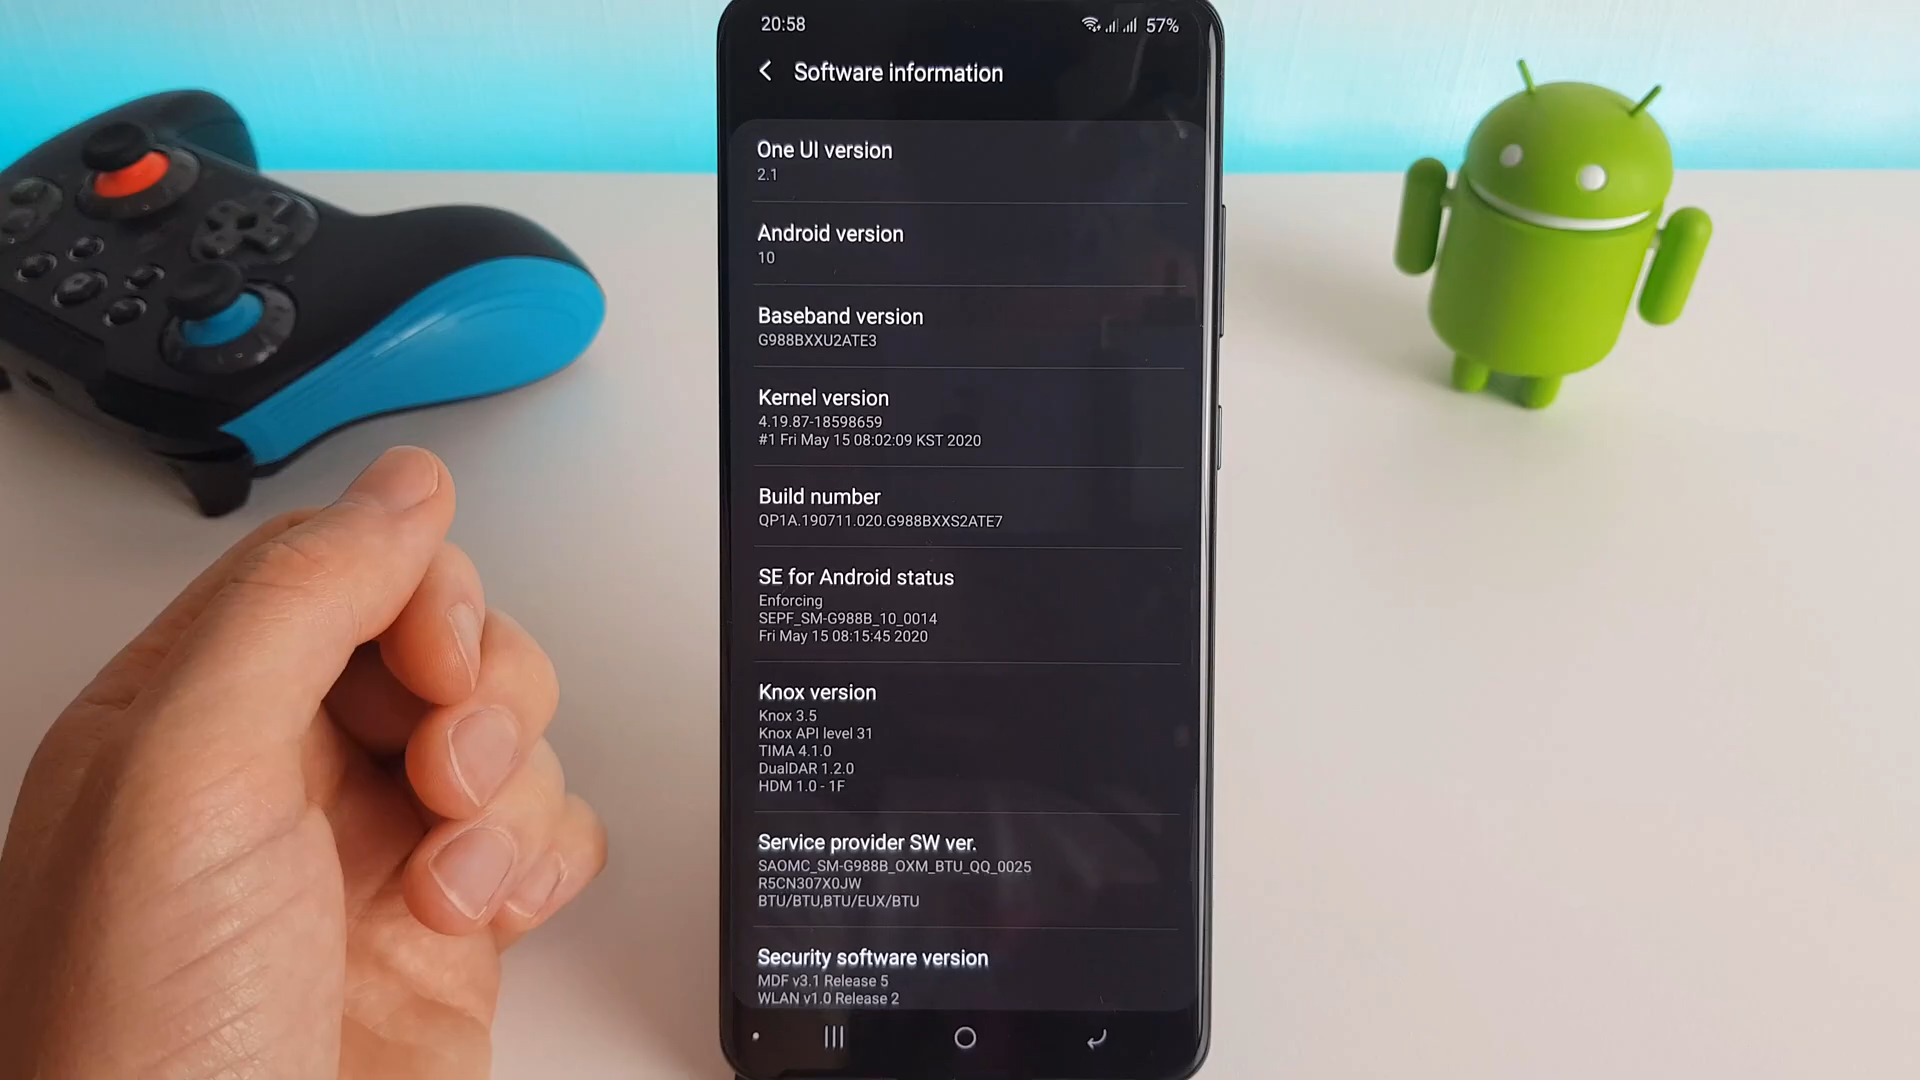 20:58
57%
Software information
One UI version
2.1
Android version
10
Baseband version
G988BXXU2ATE3
Kernel version
4.19.87-18598659
#1 Fri May 15 08:02:09 KST 2020
Build number
QP1A.190711.020.G988BXXS2ATE7
SE for Android status
Enforcing
SEPF_SM-G988B_10_0014
Fri May 15 08:15:45 2020
Knox version
Knox 3.5
Knox API level 31
TIMA 4.1.0
DualDAR 1.2.0
HDM 1.0 - 1F
Service provider SW ver.
SAOMC_SM-G988B_OXM_BTU_QQ_0025
R5CN307X0JW
BTU/BTU,BTU/EUX/BTU
Security software version
MDF v3.1 Release 5
WLAN v1.0 Release 2